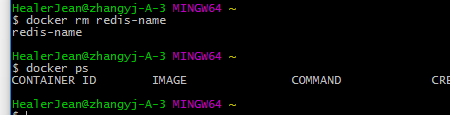 HealerJean@zhangyj-A-3 MINGW64 ~
$ docker rm redis-name
redis-name
HealerJean@zhangyj-A-3 MINGW64 ~
$ docker ps
CONTAINER ID IMAGE COMMAND CRE
HealerJean@zhangyj-A-3 MINGW64 ~